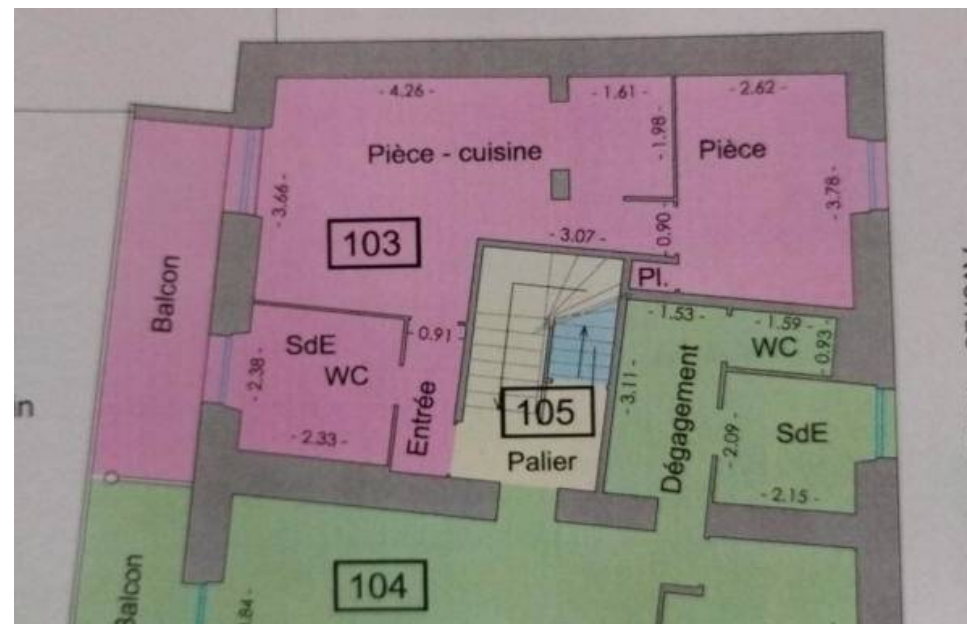 - 4.26 -
- 1.61 -
- 2.62 -
- 1.98 -
Pièce - cuisine
Pièce
- 3.66 -
- 3.78 -
103
- 3.07 -
- 0.90 -
Balcon
Pl.
SdE
WC
- 0.91 -
- 1.53 -
- 1.59 -
WC
- 0.93 -
- 2.38 -
- 3.11 -
Entrée
105
Dégagement
- 2.09 -
SdE
- 2.33 -
Palier
- 2.15 -
104
Balcon